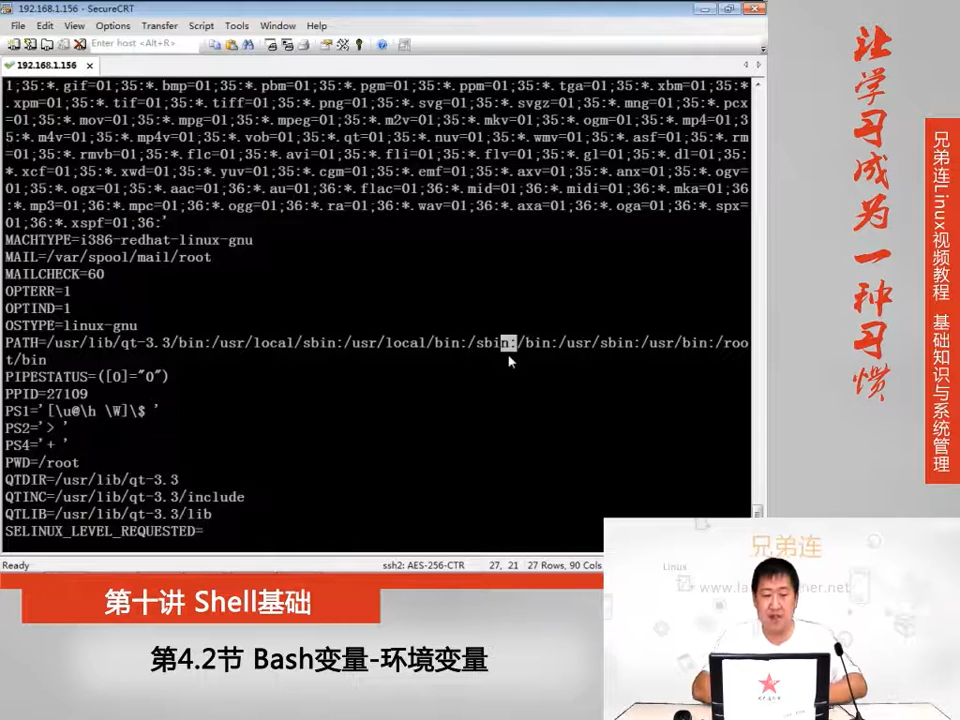 192.168.1.156 - SecureCRT
File Edit View Options Transfer Script Tools Window Help
Enter host <Alt+R>
192.168.1.156
1;35:*.gif=01;35:*.bmp=01;35:*.pbm=01;35:*.pgm=01;35:*.ppm=01;35:*.tga=01;35:*.xbm=01;35:*
.xpm=01;35:*.tif=01;35:*.tiff=01;35:*.png=01;35:*.svg=01;35:*.svgz=01;35:*.mng=01;35:*.pcx
=01;35:*.mov=01;35:*.mpg=01;35:*.mpeg=01;35:*.m2v=01;35:*.mkv=01;35:*.ogm=01;35:*.mp4=01;3
5:*.m4v=01;35:*.mp4v=01;35:*.vob=01;35:*.qt=01;35:*.nuv=01;35:*.wmv=01;35:*.asf=01;35:*.rm
=01;35:*.rmvb=01;35:*.flc=01;35:*.avi=01;35:*.fli=01;35:*.flv=01;35:*.gl=01;35:*.dl=01;35:
*.xcf=01;35:*.xwd=01;35:*.yuv=01;35:*.cgm=01;35:*.emf=01;35:*.axv=01;35:*.anx=01;35:*.ogv=
01;35:*.ogx=01;35:*.aac=01;36:*.au=01;36:*.flac=01;36:*.mid=01;36:*.midi=01;36:*.mka=01;36
:*.mp3=01;36:*.mpc=01;36:*.ogg=01;36:*.ra=01;36:*.wav=01;36:*.axa=01;36:*.oga=01;36:*.spx=
01;36:*.xspf=01;36:'
MACHTYPE=i386-redhat-linux-gnu
MAIL=/var/spool/mail/root
MAILCHECK=60
OPTERR=1
OPTIND=1
OSTYPE=linux-gnu
PATH=/usr/lib/qt-3.3/bin:/usr/local/sbin:/usr/local/bin:/sbin:/bin:/usr/sbin:/usr/bin:/roo
t/bin
PIPESTATUS=([0]="0")
PPID=27109
PS1='[\u@\h \W]\$ '
PS2='> '
PS4='+ '
PWD=/root
QTDIR=/usr/lib/qt-3.3
QTINC=/usr/lib/qt-3.3/include
QTLIB=/usr/lib/qt-3.3/lib
SELINUX_LEVEL_REQUESTED=
Ready ssh2: AES-256-CTR 27, 21 27 Rows, 90 Cols
让学习成为一种习惯
兄弟连Linux视频教程 基础知识与系统管理
兄弟连
Linux
第十讲 Shell基础
第4.2节 Bash变量-环境变量